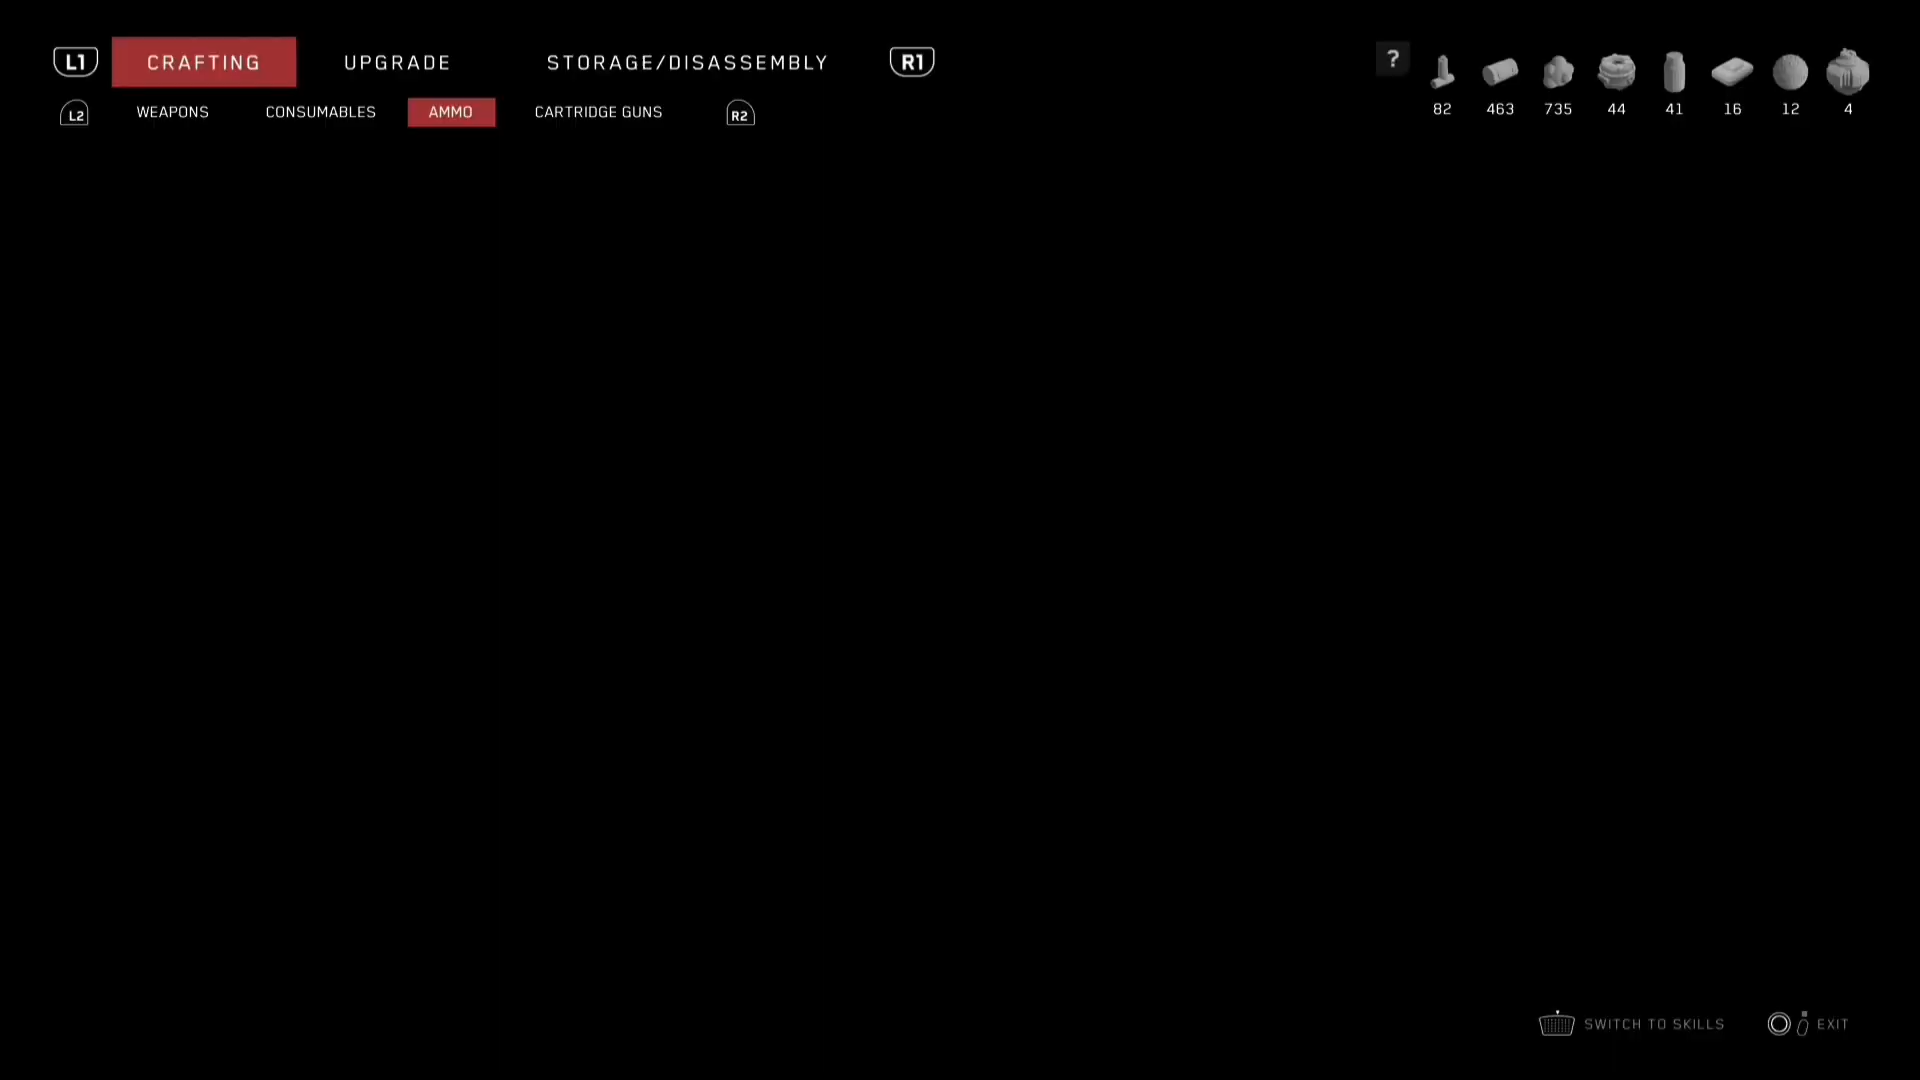 L1 CRAFTING UPGRADE STORAGE/DISASSEMBLY R1 ?
L2 WEAPONS CONSUMABLES AMMO CARTRIDGE GUNS R2
82 463 735 44 41 16 12 4
SWITCH TO SKILLS EXIT